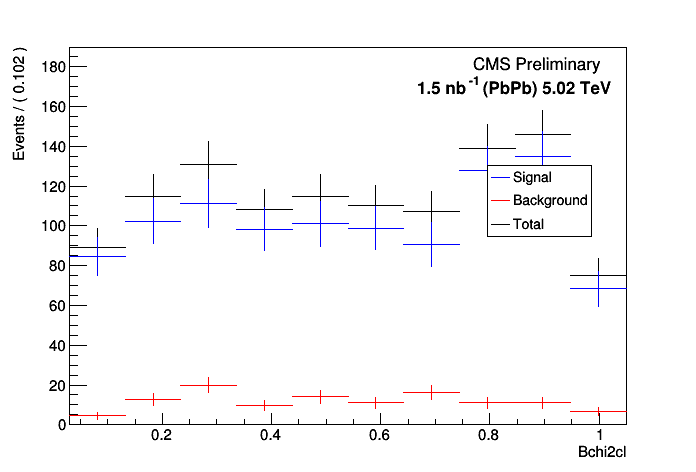 CMS Preliminary
1.5 nb⁻¹ (PbPb) 5.02 TeV
Events / ( 0.102 )
180
160
140
120
100
80
60
40
20
0
Signal
Background
Total
0.2 0.4 0.6 0.8 1
Bchi2cl